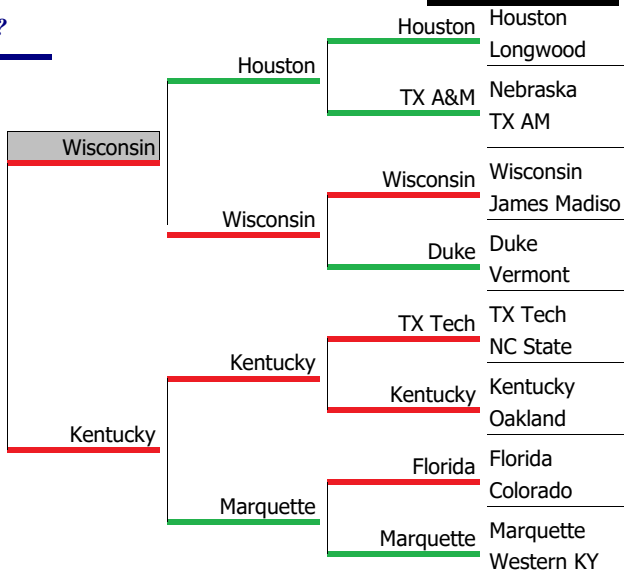 ?
Houston
Houston
Longwood
Houston
TX A&M
Nebraska
TX AM
Wisconsin
Wisconsin
Wisconsin
James Madiso
Wisconsin
Duke
Duke
Vermont
TX Tech
TX Tech
NC State
Kentucky
Kentucky
Kentucky
Oakland
Kentucky
Florida
Florida
Colorado
Marquette
Marquette
Marquette
Western KY